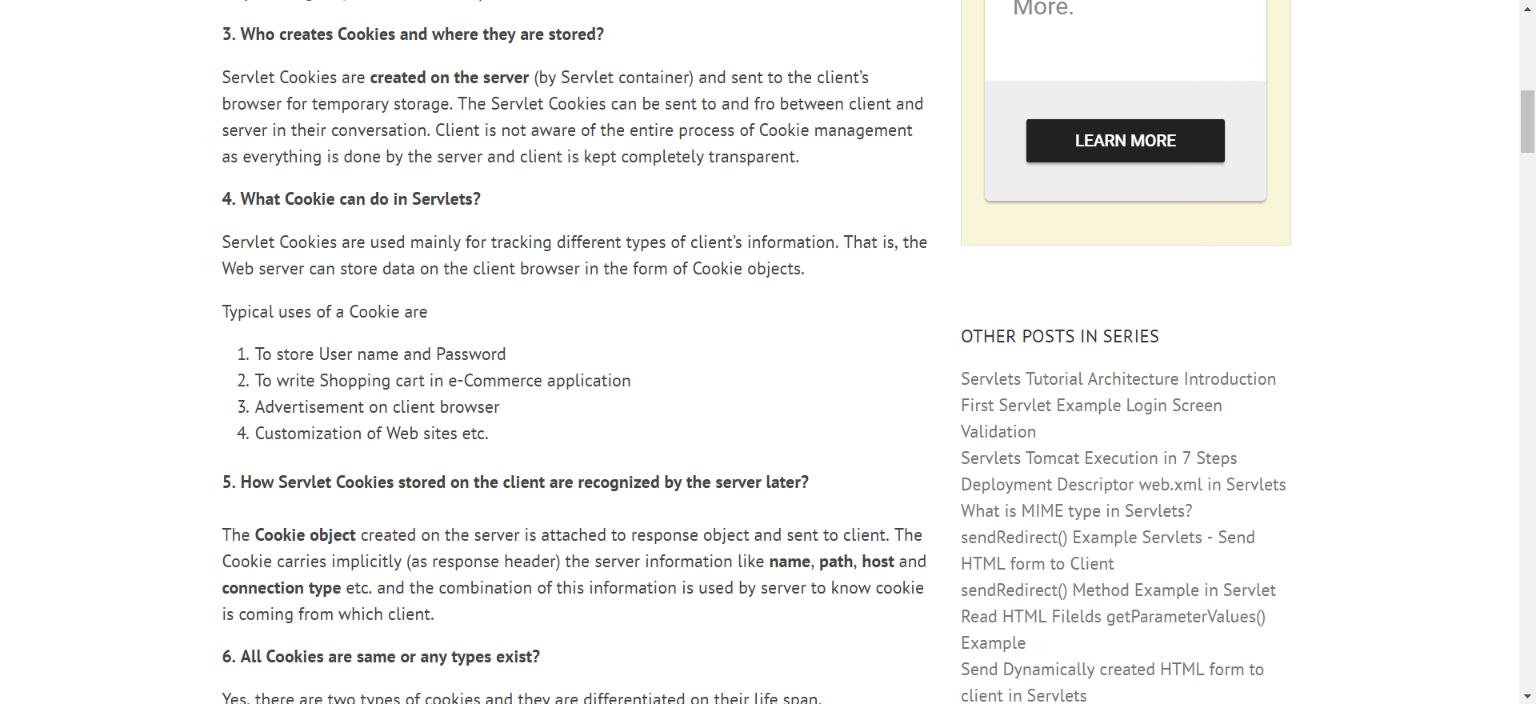 3. Who creates Cookies and where they are stored?
Servlet Cookies are created on the server (by Servlet container) and sent to the client’s
browser for temporary storage. The Servlet Cookies can be sent to and fro between client and
server in their conversation. Client is not aware of the entire process of Cookie management
as everything is done by the server and client is kept completely transparent.
4. What Cookie can do in Servlets?
Servlet Cookies are used mainly for tracking different types of client’s information. That is, the
Web server can store data on the client browser in the form of Cookie objects.
Typical uses of a Cookie are
1. To store User name and Password
2. To write Shopping cart in e-Commerce application
3. Advertisement on client browser
4. Customization of Web sites etc.
5. How Servlet Cookies stored on the client are recognized by the server later?
The Cookie object created on the server is attached to response object and sent to client. The
Cookie carries implicitly (as response header) the server information like name, path, host and
connection type etc. and the combination of this information is used by server to know cookie
is coming from which client.
6. All Cookies are same or any types exist?
Yes, there are two types of cookies and they are differentiated on their life span.
More.
LEARN MORE
OTHER POSTS IN SERIES
Servlets Tutorial Architecture Introduction
First Servlet Example Login Screen
Validation
Servlets Tomcat Execution in 7 Steps
Deployment Descriptor web.xml in Servlets
What is MIME type in Servlets?
sendRedirect() Example Servlets - Send
HTML form to Client
sendRedirect() Method Example in Servlet
Read HTML Filelds getParameterValues()
Example
Send Dynamically created HTML form to
client in Servlets